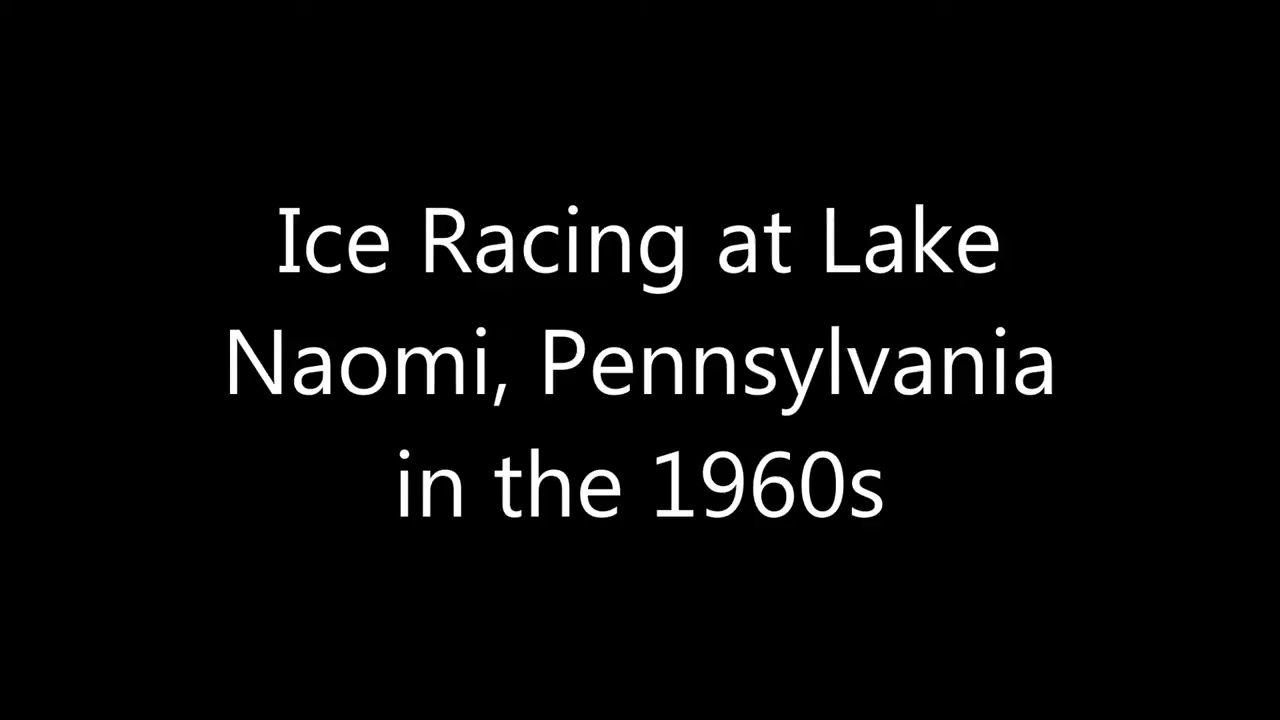 Ice Racing at Lake
Naomi, Pennsylvania
in the 1960s